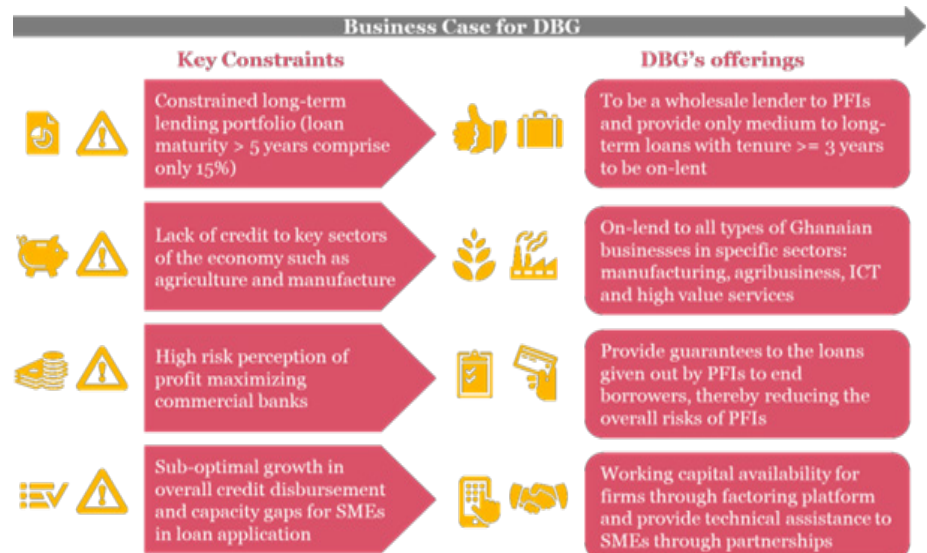 Business Case for DBG
Key Constraints
DBG's offerings
Constrained long-term
lending portfolio (loan
maturity > 5 years comprise
only 15%)
To be a wholesale lender to PFIs
and provide only medium to long-
term loans with tenure >= 3 years
to be on-lent
Lack of credit to key sectors
of the economy such as
agriculture and manufacture
On-lend to all types of Ghanaian
businesses in specific sectors:
manufacturing, agribusiness, ICT
and high value services
High risk perception of
profit maximizing
commercial banks
Provide guarantees to the loans
given out by PFIs to end
borrowers, thereby reducing the
overall risks of PFIs
Sub-optimal growth in
overall credit disbursement
and capacity gaps for SMEs
in loan application
Working capital availability for
firms through factoring platform
and provide technical assistance to
SMEs through partnerships